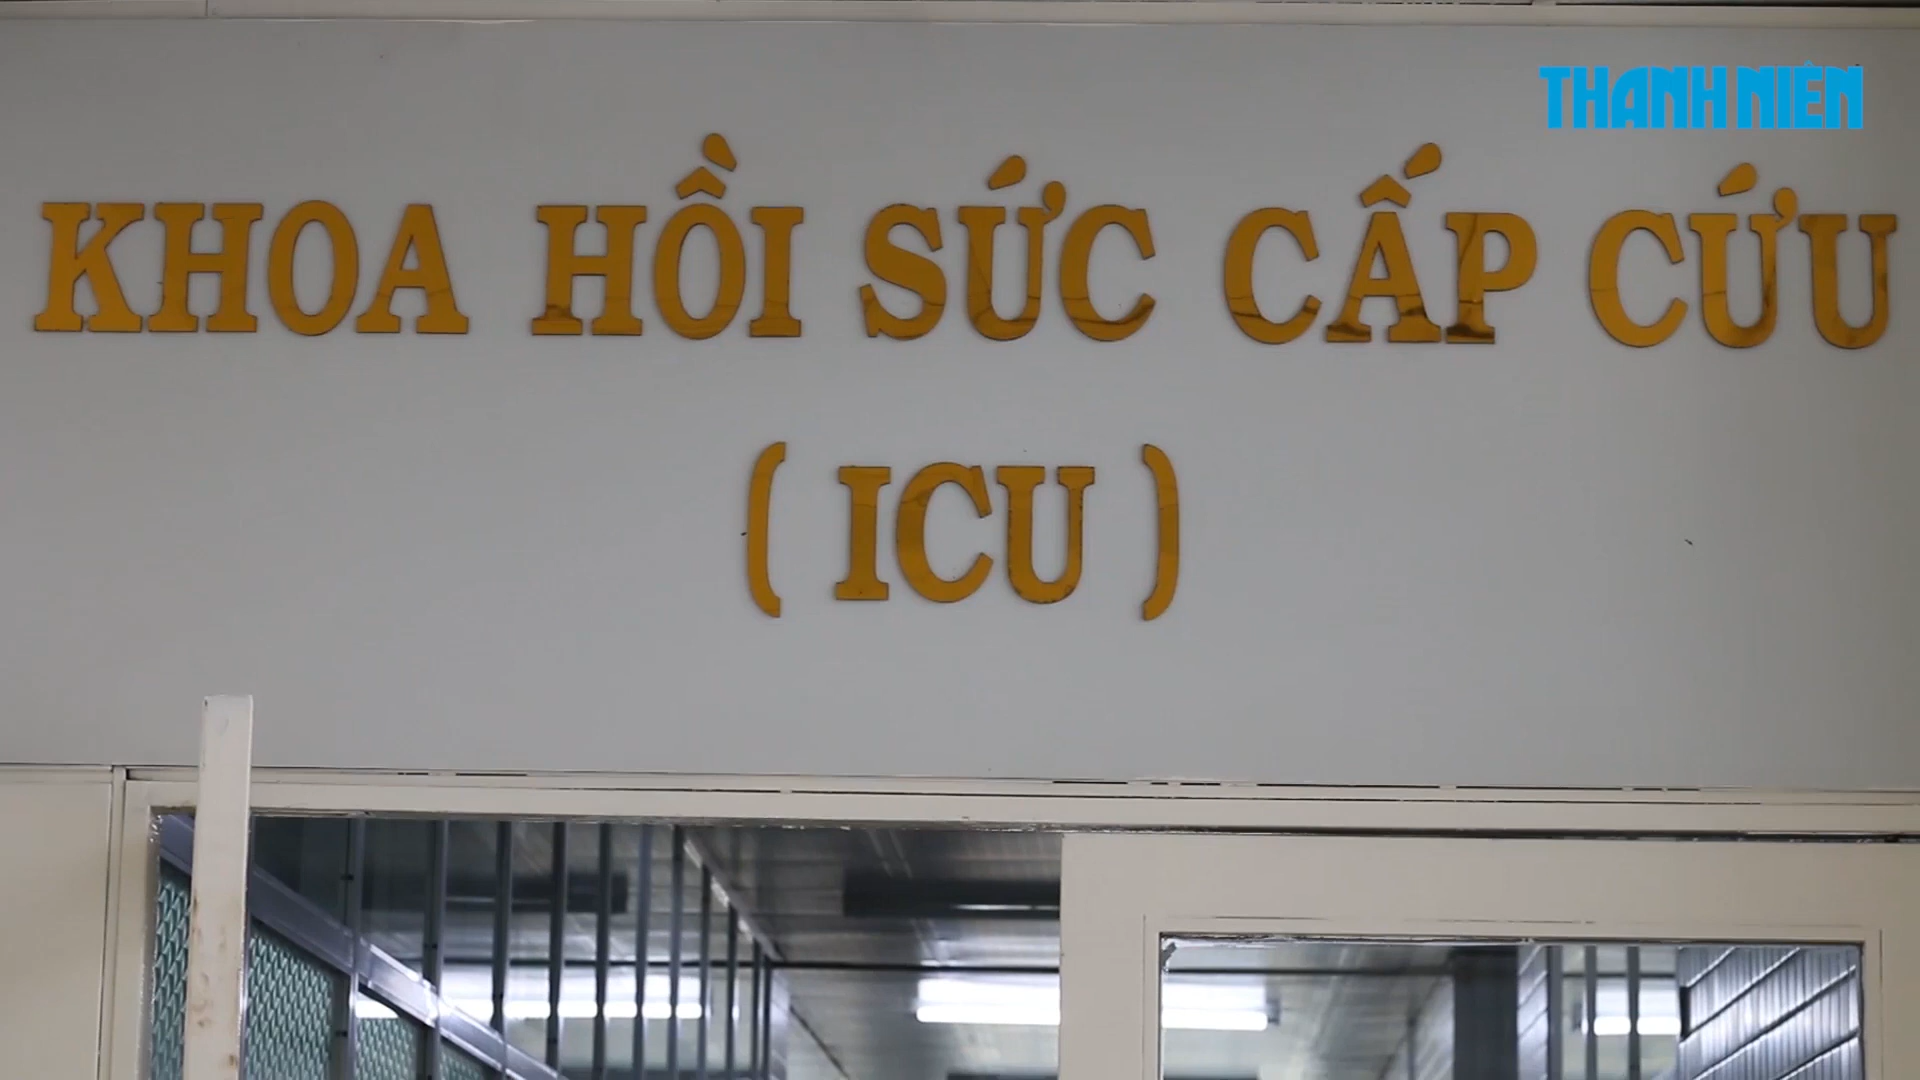 THANH NIÊN
KHOA HỒI SỨC CẤP CỨU
( ICU )